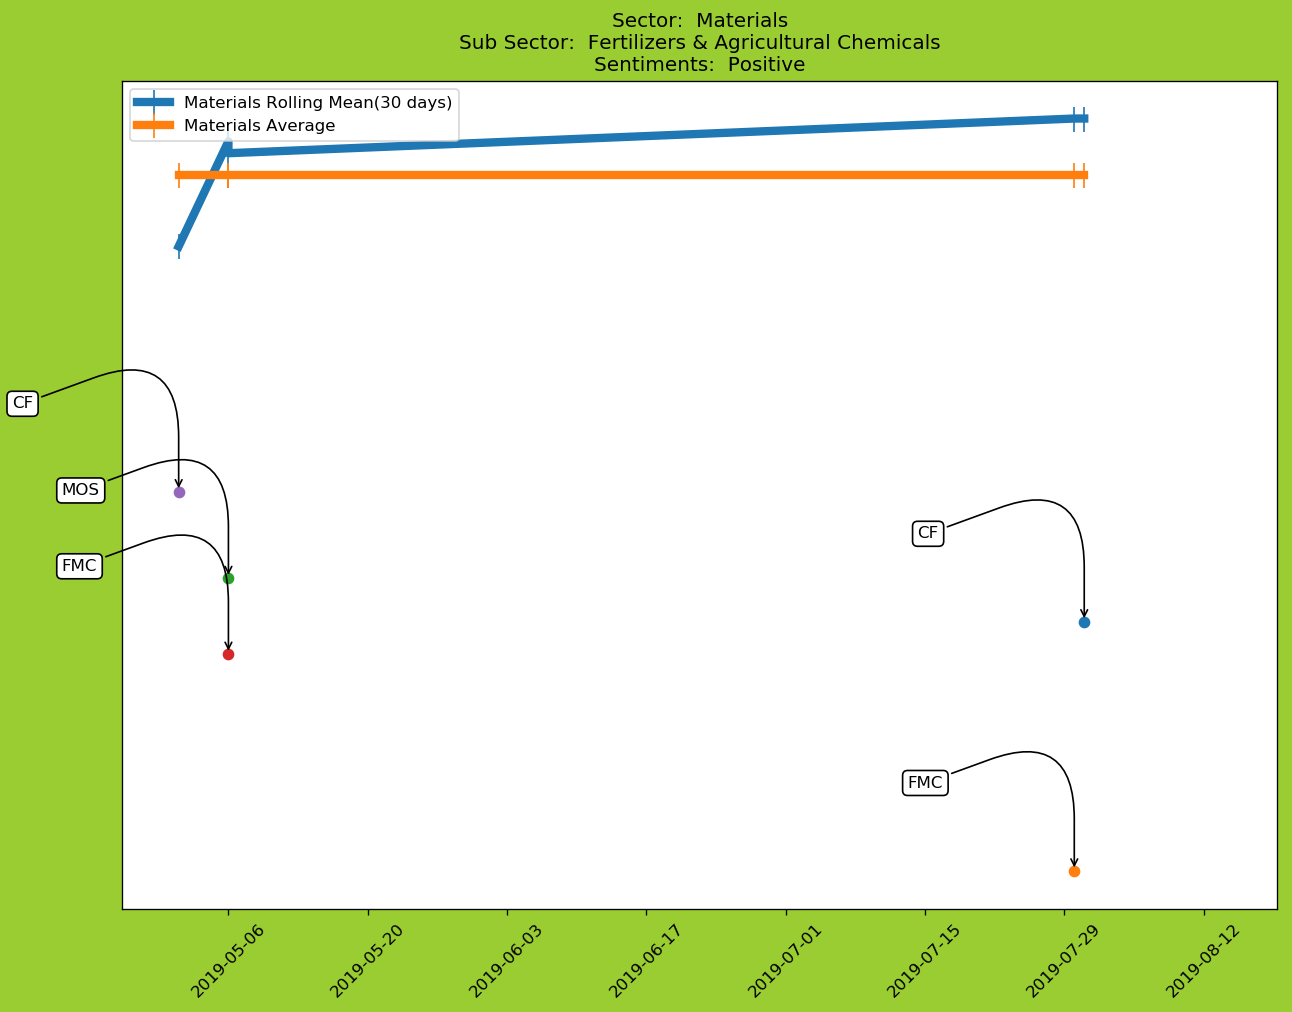 Sector:  Materials
Sub Sector:  Fertilizers & Agricultural Chemicals
Sentiments:  Positive
Materials Rolling Mean(30 days)
Materials Average
CF
MOS
FMC
CF
FMC
2019-05-06
2019-05-20
2019-06-03
2019-06-17
2019-07-01
2019-07-15
2019-07-29
2019-08-12